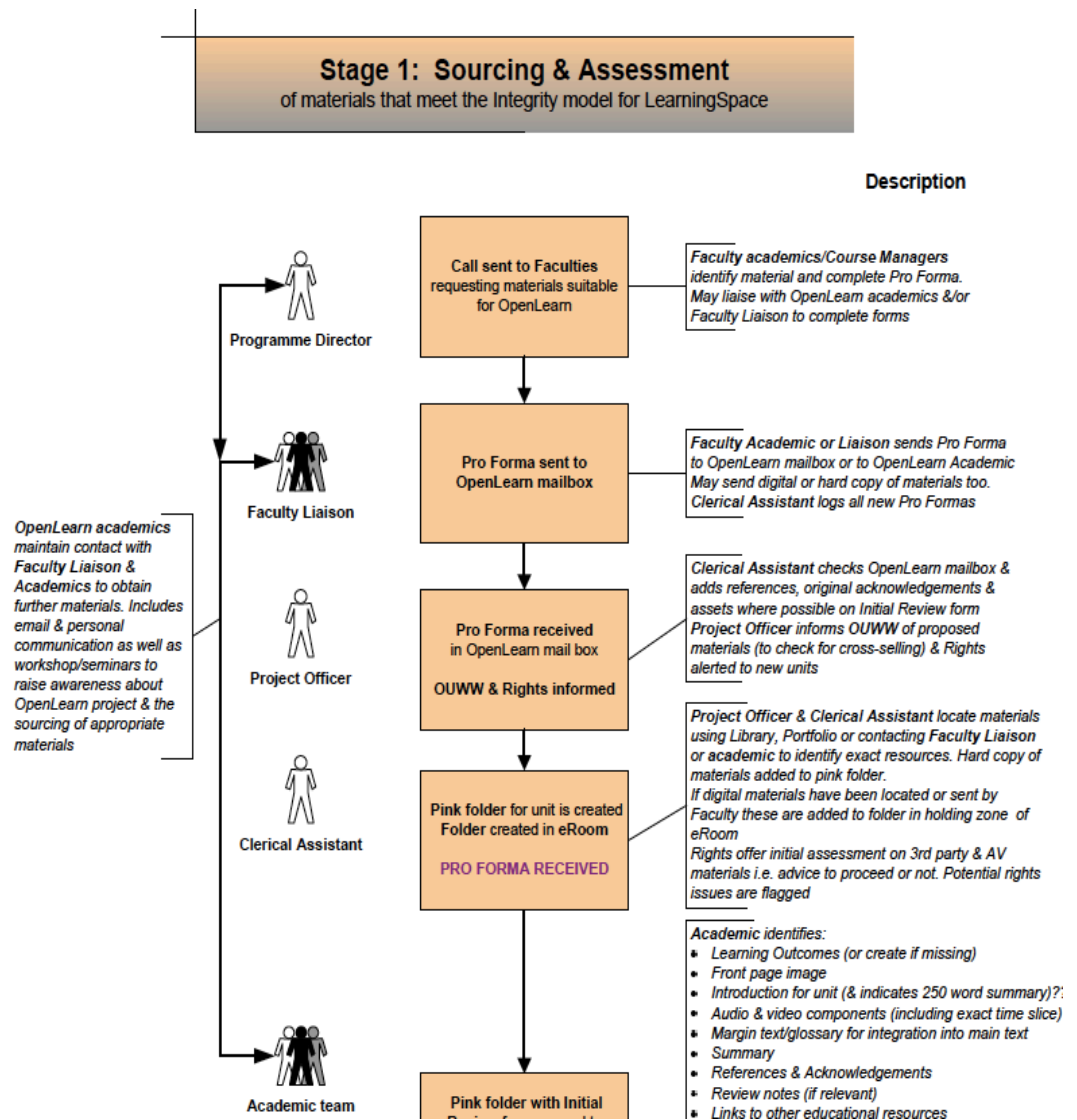 Stage 1: Sourcing & Assessment
of materials that meet the Integrity model for LearningSpace
Description
Programme Director
Faculty Liaison
Project Officer
Clerical Assistant
Academic team
OpenLearn academics
maintain contact with
Faculty Liaison &
Academics to obtain
further materials. Includes
email & personal
communication as well as
workshop/seminars to
raise awareness about
OpenLearn project & the
sourcing of appropriate
materials
Call sent to Faculties
requesting materials suitable
for OpenLearn
Faculty academics/Course Managers
identify material and complete Pro Forma.
May liaise with OpenLearn academics &/or
Faculty Liaison to complete forms
Pro Forma sent to
OpenLearn mailbox
Faculty Academic or Liaison sends Pro Forma
to OpenLearn mailbox or to OpenLearn Academic
May send digital or hard copy of materials too.
Clerical Assistant logs all new Pro Formas
Pro Forma received
in OpenLearn mail box
OUWW & Rights informed
Clerical Assistant checks OpenLearn mailbox &
adds references, original acknowledgements &
assets where possible on Initial Review form
Project Officer informs OUWW of proposed
materials (to check for cross-selling) & Rights
alerted to new units
Pink folder for unit is created
Folder created in eRoom
PRO FORMA RECEIVED
Project Officer & Clerical Assistant locate materials
using Library, Portfolio or contacting Faculty Liaison
or academic to identify exact resources. Hard copy of
materials added to pink folder.
If digital materials have been located or sent by
Faculty these are added to folder in holding zone of
eRoom
Rights offer initial assessment on 3rd party & AV
materials i.e. advice to proceed or not. Potential rights
issues are flagged
Pink folder with Initial
Academic identifies:
• Learning Outcomes (or create if missing)
• Front page image
• Introduction for unit (& indicates 250 word summary)??
• Audio & video components (including exact time slice)
• Margin text/glossary for integration into main text
• Summary
• References & Acknowledgements
• Review notes (if relevant)
• Links to other educational resources